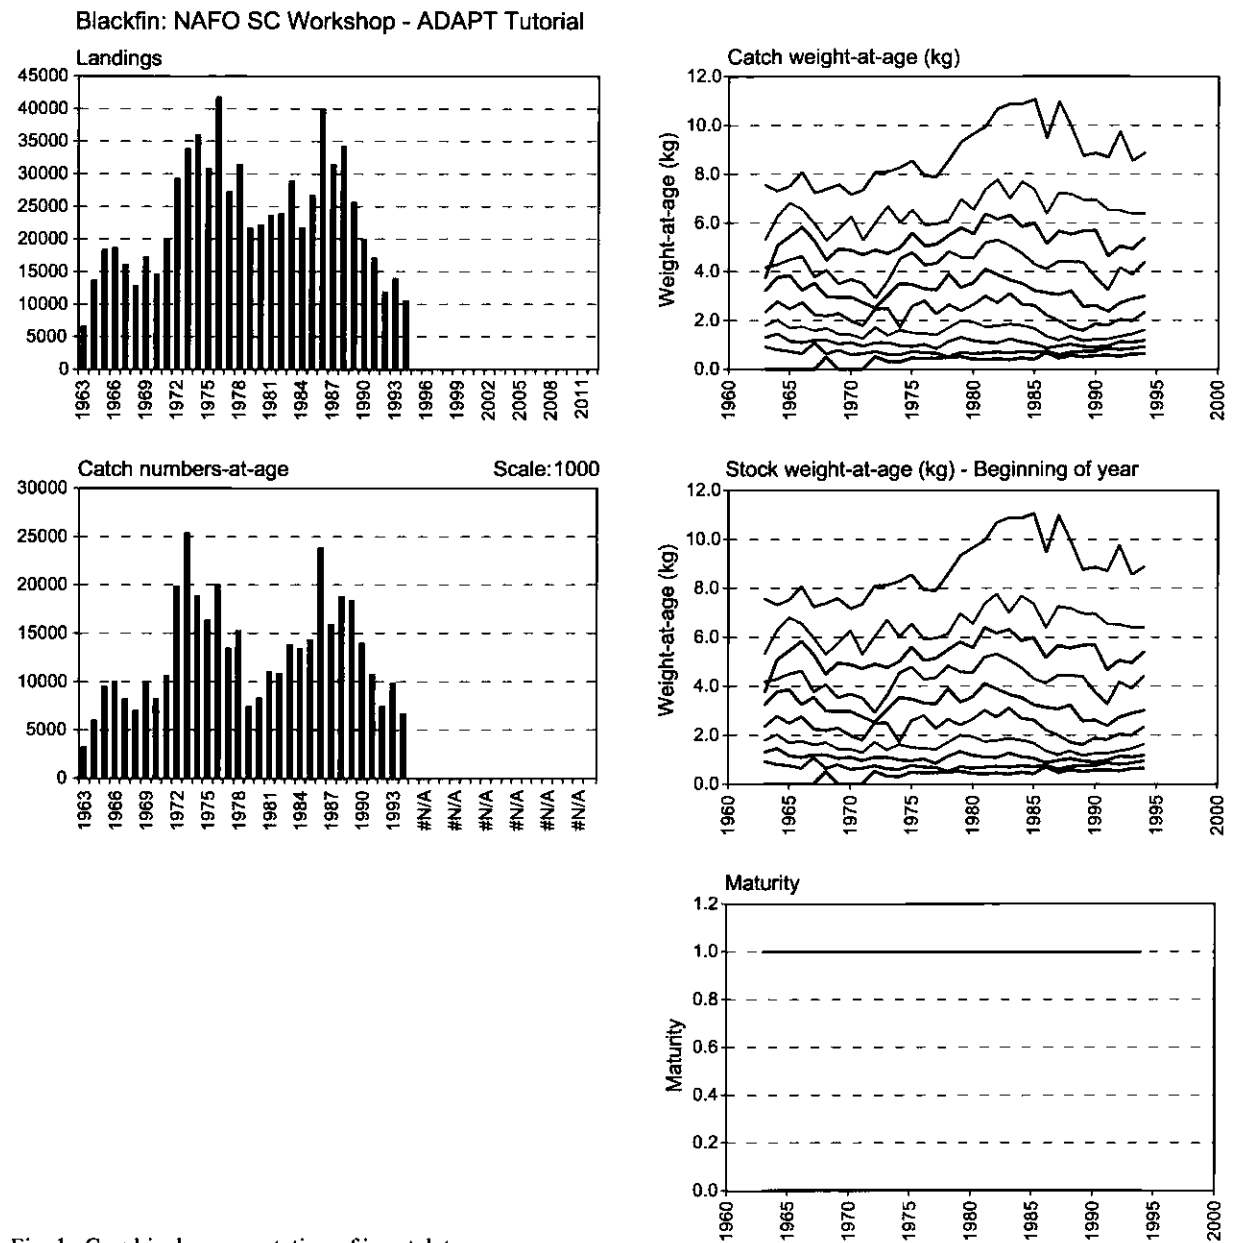 Blackfin: NAFO SC Workshop - ADAPT Tutorial
Landings
45000
40000
35000
30000
25000
20000
15000
10000
5000
0
1963 1966 1969 1972 1975 1978 1981 1984 1987 1990 1993 1996 1999 2002 2005 2008 2011
Catch weight-at-age (kg)
Weight-at-age (kg)
12.0
10.0
8.0
6.0
4.0
2.0
0.0
1960 1965 1970 1975 1980 1985 1990 1995 2000
Catch numbers-at-age Scale:1000
30000
25000
20000
15000
10000
5000
0
1963 1966 1969 1972 1975 1978 1981 1984 1987 1990 1993 #N/A #N/A #N/A #N/A #N/A #N/A
Stock weight-at-age (kg) - Beginning of year
Weight-at-age (kg)
12.0
10.0
8.0
6.0
4.0
2.0
0.0
1960 1965 1970 1975 1980 1985 1990 1995 2000
Maturity
Maturity
1.2
1.0
0.8
0.6
0.4
0.2
0.0
1960 1965 1970 1975 1980 1985 1990 1995 2000